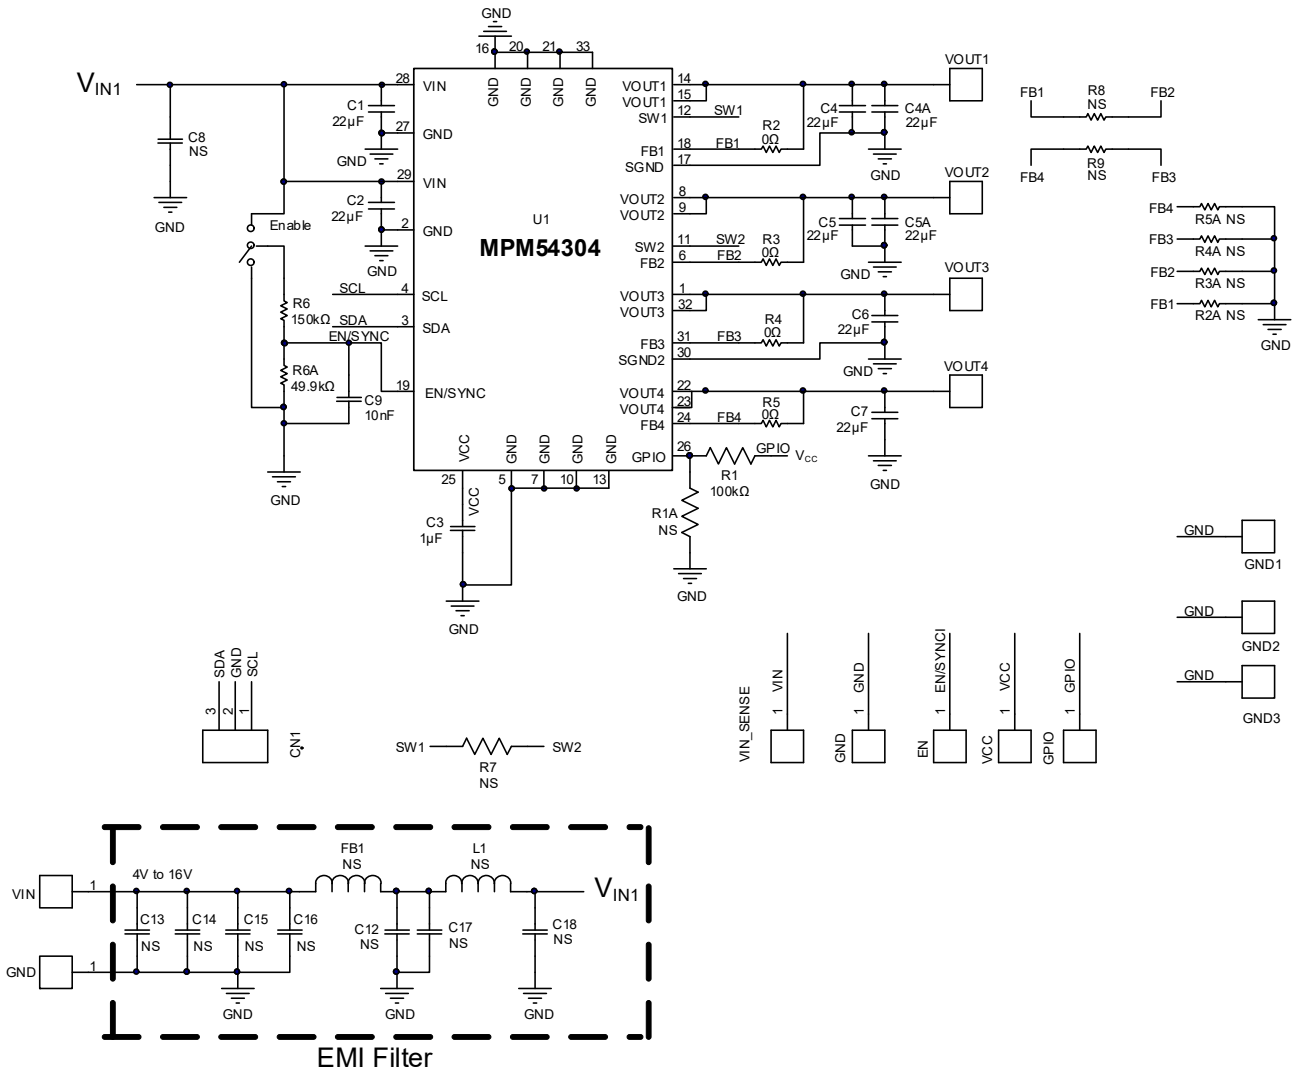 GND
16 20 21 33
GND GND GND GND
VIN1
28 VIN
C1
22µF
27 GND
GND
C8
NS
GND
29 VIN
C2
22µF
2 GND
GND
Enable
U1
MPM54304
SCL 4 SCL
SDA 3 SDA
R6
150kΩ
EN/SYNC
R6A
49.9kΩ
19 EN/SYNC
C9
10nF
GND
VCC GND GND GND GND
25 5 7 10 13
VCC
C3
1µF
GND
VOUT1 14
VOUT1 15
SW1 12 SW1
R2
0Ω
FB1 18 FB1
SGND 17
C4
22µF
C4A
22µF
GND
VOUT1
VOUT2 8
VOUT2 9
SW2 11 SW2
R3
0Ω
FB2 6 FB2
C5
22µF
C5A
22µF
GND
VOUT2
VOUT3 1
VOUT3 32
R4
0Ω
FB3 31 FB3
SGND2 30
C6
22µF
GND
VOUT3
VOUT4 22
VOUT4 23
R5
0Ω
FB4 24 FB4
C7
22µF
GND
VOUT4
GPIO 26
GPIO VCC
R1
100kΩ
R1A
NS
GND
FB1 R8 FB2
NS
FB4 R9 FB3
NS
FB4 R5A NS
FB3 R4A NS
FB2 R3A NS
FB1 R2A NS
GND
GND
GND1
GND
GND2
GND
GND3
SDA GND SCL
3 2 1
CN1
SW1 SW2
R7
NS
VIN_SENSE 1 VIN
GND 1 GND
EN 1 EN/SYNCI
VCC 1 VCC
GPIO 1 GPIO
VIN 1
4V to 16V
FB1
NS
L1
NS
VIN1
C13
NS
C14
NS
C15
NS
C16
NS
C12
NS
C17
NS
C18
NS
GND 1
GND GND GND
EMI Filter